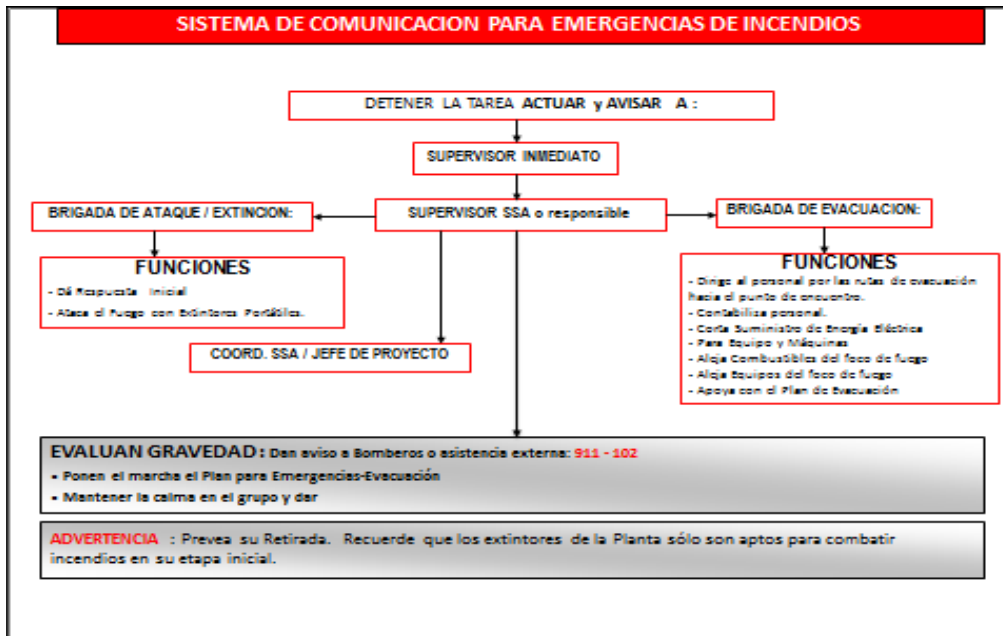 SISTEMA DE COMUNICACION PARA EMERGENCIAS DE INCENDIOS
DETENER LA TAREA ACTUAR y AVISAR A :
SUPERVISOR INMEDIATO
BRIGADA DE ATAQUE / EXTINCION:
SUPERVISOR SSA o responsible
BRIGADA DE EVACUACION:
FUNCIONES
- Dá Respuesta Inicial
- Ataca el Fuego con Extintores Portátiles.
FUNCIONES
- Dirige al personal por las rutas de evacuación
hacia el punto de encuentro.
- Contabiliza personal.
- Corta Suministro de Energía Eléctrica
- Para Equipo y Máquinas
- Aleja Combustibles del foco de fuego
- Aleja Equipos del foco de fuego
- Apoya con el Plan de Evacuación
COORD. SSA / JEFE DE PROYECTO
EVALUAN GRAVEDAD: Dan aviso a Bomberos o asistencia externa: 911 - 102
• Ponen el marcha el Plan para Emergencias-Evacuación
• Mantener la calma en el grupo y dar
ADVERTENCIA : Prevea su Retirada. Recuerde que los extintores de la Planta sólo son aptos para combatir
incendios en su etapa inicial.